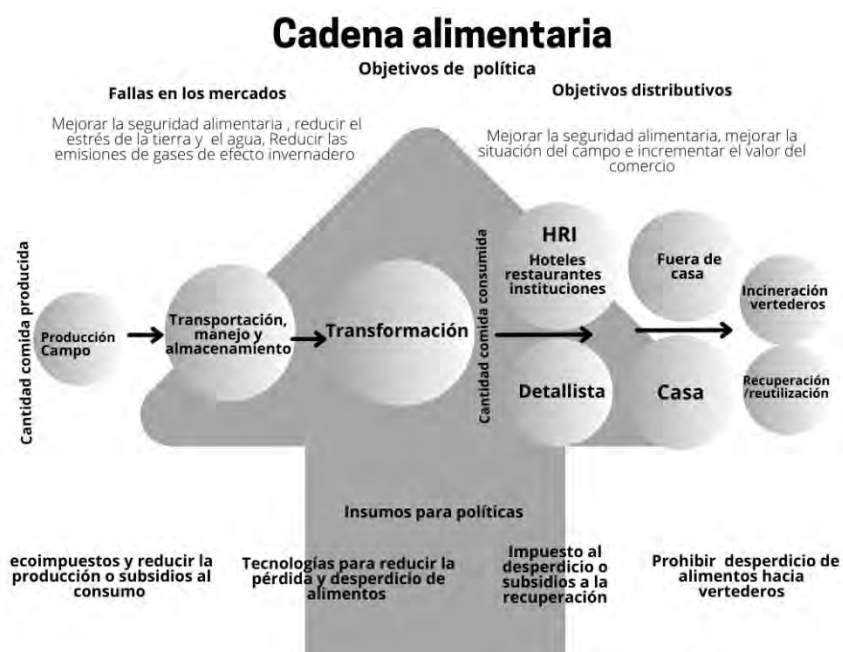 Cadena alimentaria
Objetivos de política
Fallas en los mercados
Mejorar la seguridad alimentaria , reducir el
estrés de la tierra y el agua, Reducir las
emisiones de gases de efecto invernadero
Objetivos distributivos
Mejorar la seguridad alimentaria, mejorar la
situación del campo e incrementar el valor del
comercio
Cantidad comida producida
Producción
Campo
Transportación,
manejo y
almacenamiento
Transformación
Cantidad comida consumida
HRI
Hoteles
restaurantes
instituciones
Detallista
Fuera de
casa
Casa
Incineración
vertederos
Recuperación
/reutilización
Insumos para políticas
ecoimpuestos y reducir la
producción o subsidios al
consumo
Tecnologías para reducir la
pérdida y desperdicio de
alimentos
Impuesto al
desperdicio o
subsidios a la
recuperación
Prohibir desperdicio de
alimentos hacia
vertederos